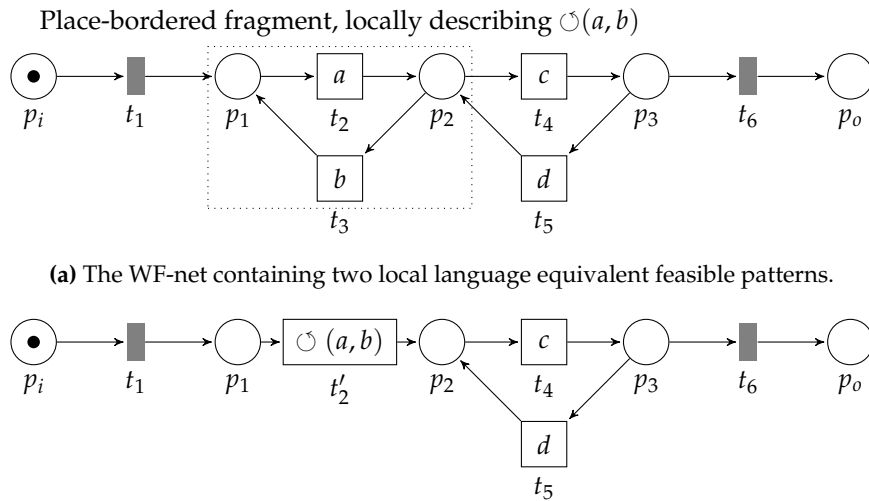 Place-bordered fragment, locally describing ↺(a, b)
a c
p_i t_1 p_1 t_2 p_2 t_4 p_3 t_6 p_o
b d
t_3 t_5
(a) The WF-net containing two local language equivalent feasible patterns.
↺ (a, b) c
p_i t_1 p_1 t′_2 p_2 t_4 p_3 t_6 p_o
d
t_5